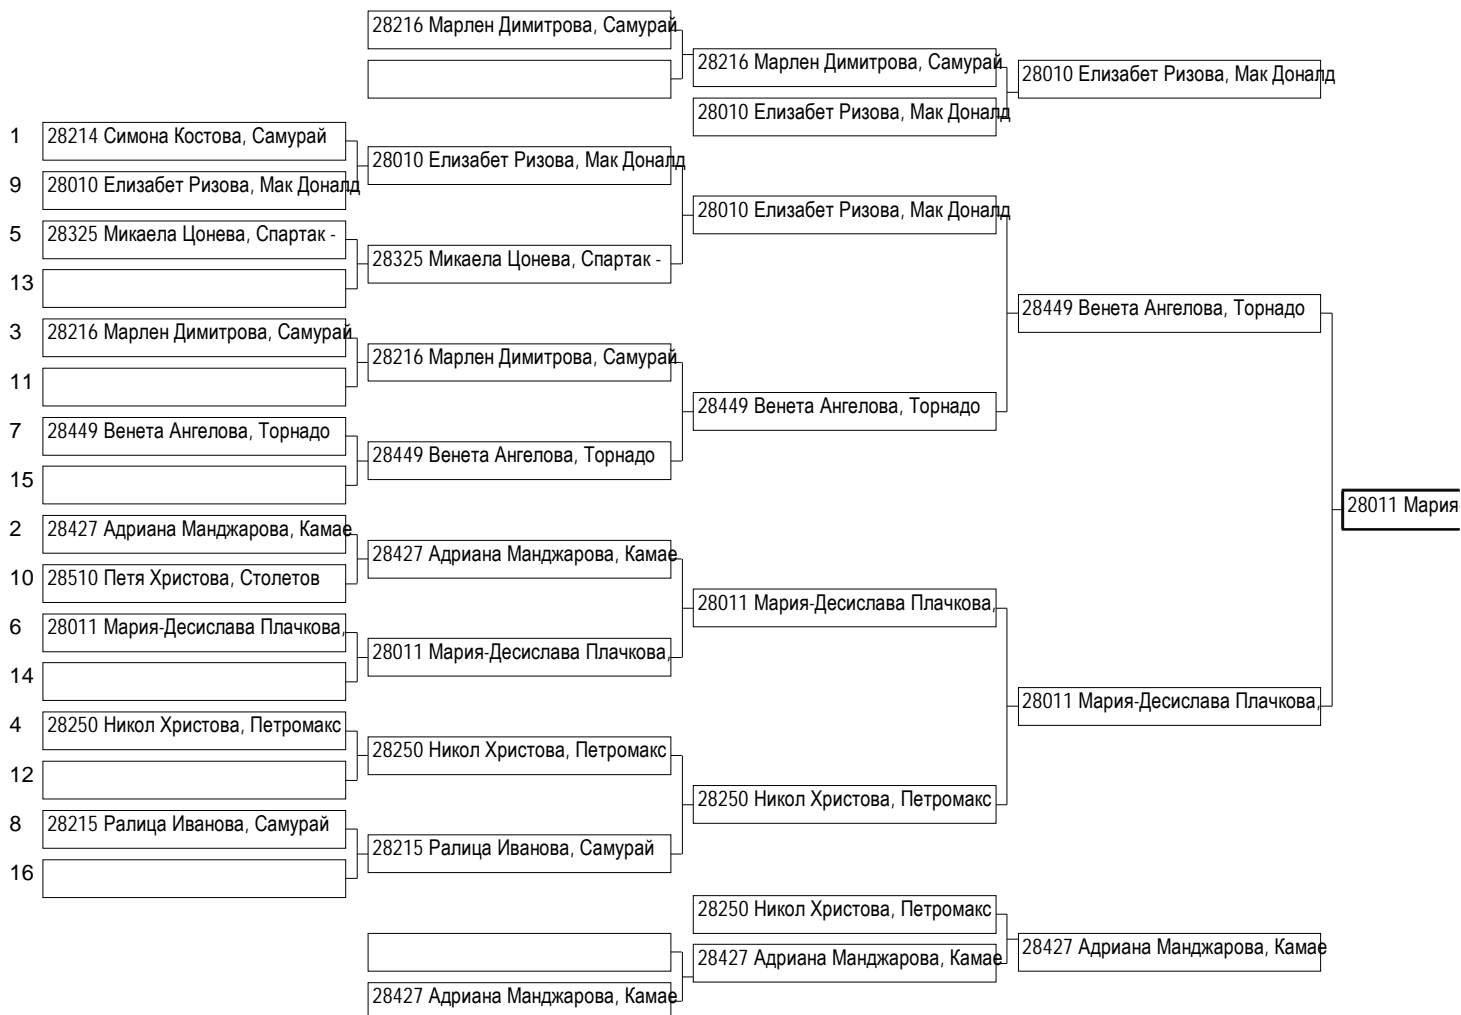 28216 Марлен Димитрова, Самурай
28216 Марлен Димитрова, Самурай
28010 Елизабет Ризова, Мак Доналд
28010 Елизабет Ризова, Мак Доналд
1 28214 Симона Костова, Самурай
28010 Елизабет Ризова, Мак Доналд
9 28010 Елизабет Ризова, Мак Доналд
28010 Елизабет Ризова, Мак Доналд
5 28325 Микаела Цонева, Спартак -
28325 Микаела Цонева, Спартак -
13
28449 Венета Ангелова, Торнадо
3 28216 Марлен Димитрова, Самурай
28216 Марлен Димитрова, Самурай
11
28449 Венета Ангелова, Торнадо
7 28449 Венета Ангелова, Торнадо
28449 Венета Ангелова, Торнадо
15
28011 Мария-
2 28427 Адриана Манджарова, Камае
28427 Адриана Манджарова, Камае
10 28510 Петя Христова, Столетов
28011 Мария-Десислава Плачкова,
6 28011 Мария-Десислава Плачкова,
28011 Мария-Десислава Плачкова,
14
28011 Мария-Десислава Плачкова,
4 28250 Никол Христова, Петромакс
28250 Никол Христова, Петромакс
12
28250 Никол Христова, Петромакс
8 28215 Ралица Иванова, Самурай
28215 Ралица Иванова, Самурай
16
28250 Никол Христова, Петромакс
28427 Адриана Манджарова, Камае
28427 Адриана Манджарова, Камае
28427 Адриана Манджарова, Камае